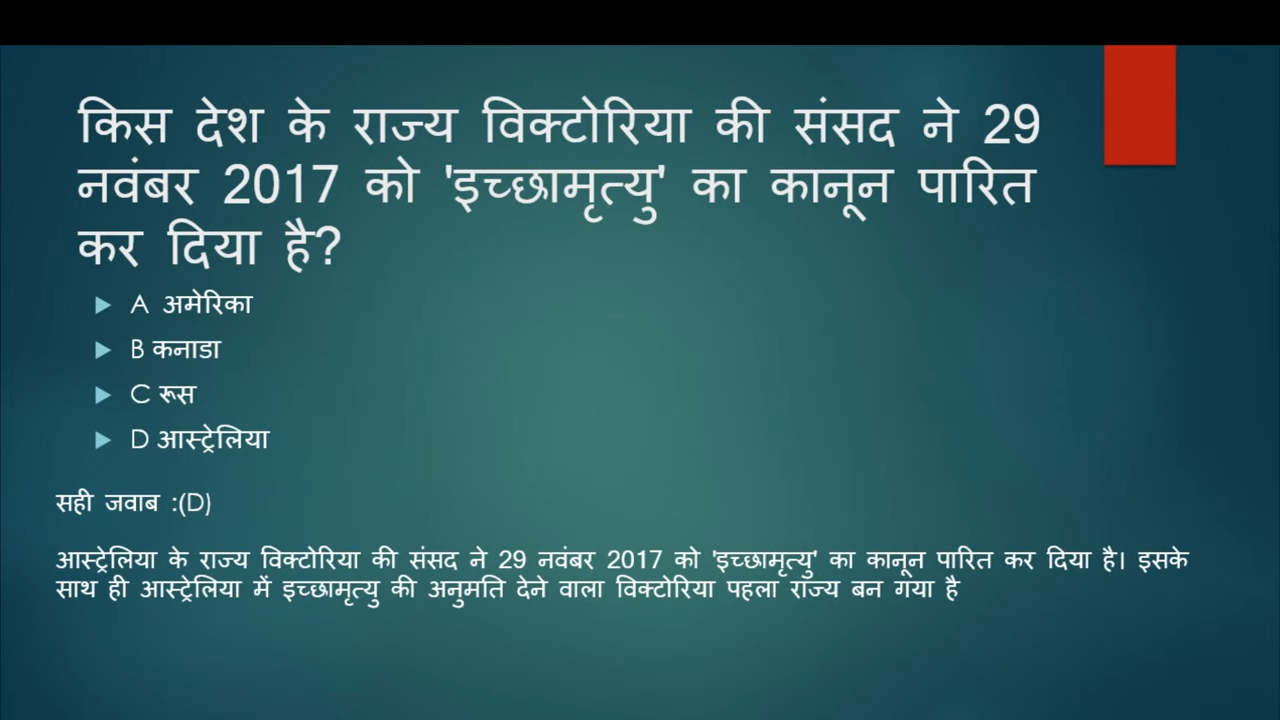 किस देश के राज्य विक्टोरिया की संसद ने 29
नवंबर 2017 को 'इच्छामृत्यु' का कानून पारित
कर दिया है?
A अमेरिका
B कनाडा
C रूस
D आस्ट्रेलिया
सही जवाब :(D)
आस्ट्रेलिया के राज्य विक्टोरिया की संसद ने 29 नवंबर 2017 को 'इच्छामृत्यु' का कानून पारित कर दिया है। इसके
साथ ही आस्ट्रेलिया में इच्छामृत्यु की अनुमति देने वाला विक्टोरिया पहला राज्य बन गया है